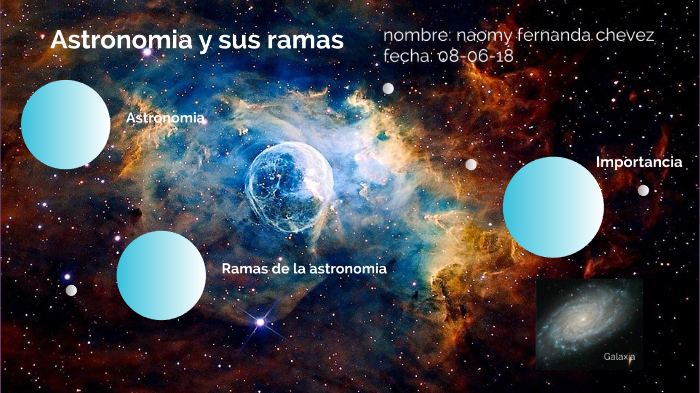 Astronomia y sus ramas
nombre: naomy fernanda chevez
fecha: 08-06-18
Astronomia
Importancia
Ramas de la astronomia
Galaxia